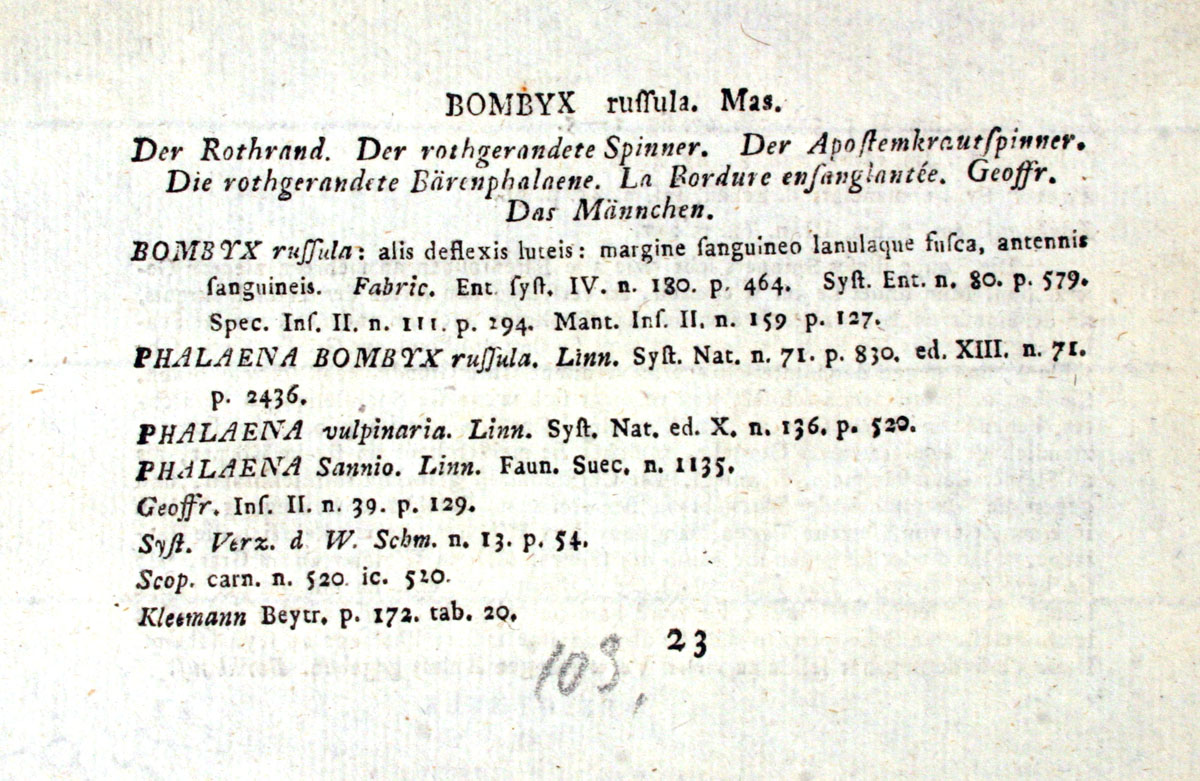 BOMBYX ruſſula. Mas.
Der Rothrand. Der rothgerandete Spinner. Der Apoſtemkrautſpinner.
Die rothgerandete Bärenphalaene. La Bordure enſanglantée. Geoffr.
Das Männchen.
BOMBYX ruſſula: alis deflexis luteis: margine ſanguineo lanulaque fuſca, antennis
ſanguineis. Fabric. Ent. ſyſt. IV. n. 180. p. 464. Syſt. Ent. n. 80. p. 579.
Spec. Inſ. II. n. 111. p. 294. Mant. Inſ. II. n. 159 p. 127.
PHALAENA BOMBYX ruſſula. Linn. Syſt. Nat. n. 71. p. 830. ed. XIII. n. 71.
p. 2436.
PHALAENA vulpinaria. Linn. Syſt. Nat. ed. X. n. 136. p. 520.
PHALAENA Sannio. Linn. Faun. Suec. n. 1135.
Geoffr. Inſ. II. n. 39. p. 129.
Syſt. Verz. d W. Schm. n. 13. p. 54.
Scop. carn. n. 520. ic. 520.
Kleemann Beytr. p. 172. tab. 20.
23
103.